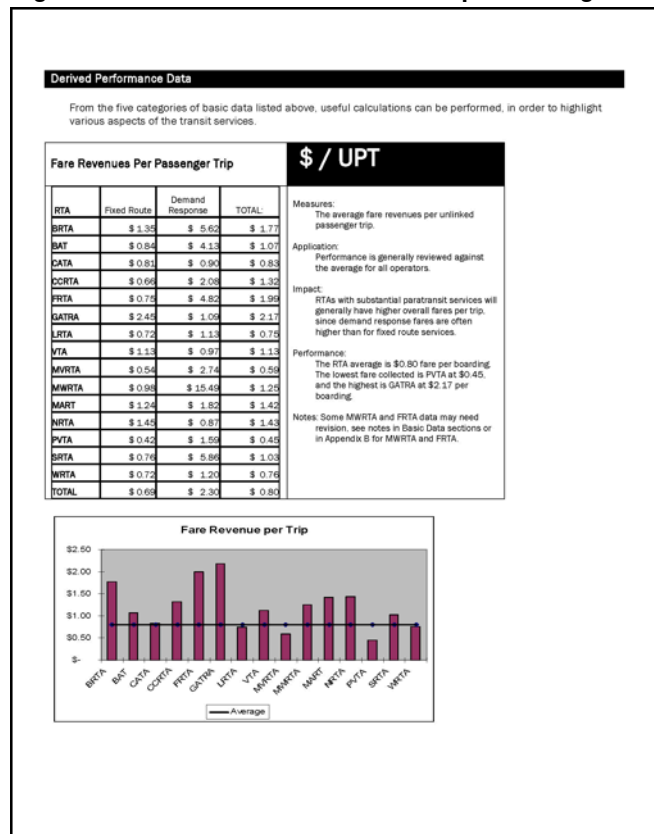 Derived Performance Data
From the five categories of basic data listed above, useful calculations can be performed, in order to highlight
various aspects of the transit services.
Fare Revenues Per Passenger Trip
$ / UPT
RTA Fixed Route Demand Response TOTAL:
BRTA $ 1.35 $ 5.62 $ 1.77
BAT $ 0.84 $ 4.13 $ 1.07
CATA $ 0.81 $ 0.90 $ 0.83
CCRTA $ 0.66 $ 2.08 $ 1.32
FRTA $ 0.75 $ 4.82 $ 1.99
GATRA $ 2.45 $ 1.09 $ 2.17
LRTA $ 0.72 $ 1.13 $ 0.75
VTA $ 1.13 $ 0.97 $ 1.13
MVRTA $ 0.54 $ 2.74 $ 0.59
MWRTA $ 0.98 $ 15.49 $ 1.25
MART $ 1.24 $ 1.82 $ 1.42
NRTA $ 1.45 $ 0.87 $ 1.43
PVTA $ 0.42 $ 1.59 $ 0.45
SRTA $ 0.76 $ 5.86 $ 1.03
WRTA $ 0.72 $ 1.20 $ 0.76
TOTAL $ 0.69 $ 2.30 $ 0.80
Measures:
The average fare revenues per unlinked
passenger trip.
Application:
Performance is generally reviewed against
the average for all operators.
Impact:
RTAs with substantial paratransit services will
generally have higher overall fares per trip,
since demand response fares are often
higher than for fixed route services.
Performance:
The RTA average is $0.80 fare per boarding.
The lowest fare collected is PVTA at $0.45,
and the highest is GATRA at $2.17 per
boarding.
Notes: Some MWRTA and FRTA data may need
revision, see notes in Basic Data sections or
in Appendix B for MWRTA and FRTA.
Fare Revenue per Trip
$2.50
$2.00
$1.50
$1.00
$0.50
$-
BRTA BAT CATA CCRTA FRTA GATRA LRTA VTA MVRTA MWRTA MART NRTA PVTA SRTA WRTA
Average